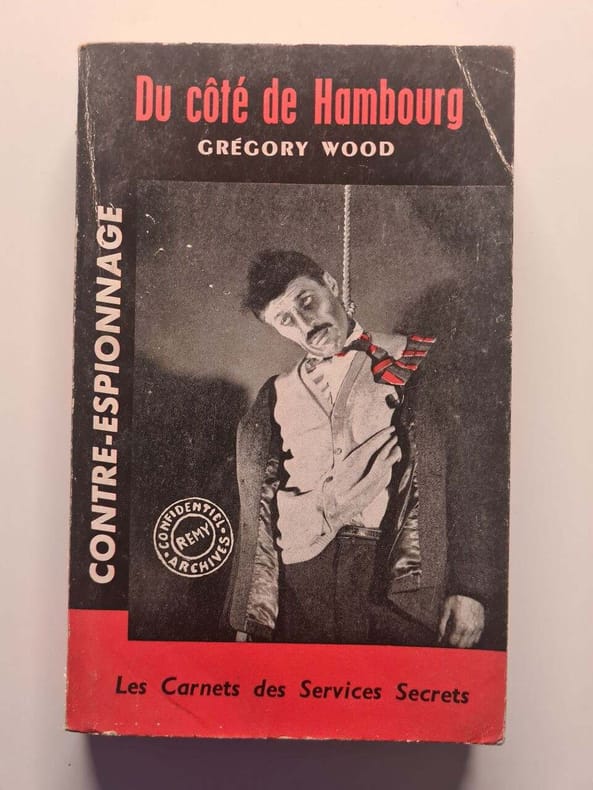 Du côté de Hambourg
GRÉGORY WOOD
CONTRE-ESPIONNAGE
CONFIDENTIEL
REMY
ARCHIVES
Les Carnets des Services Secrets